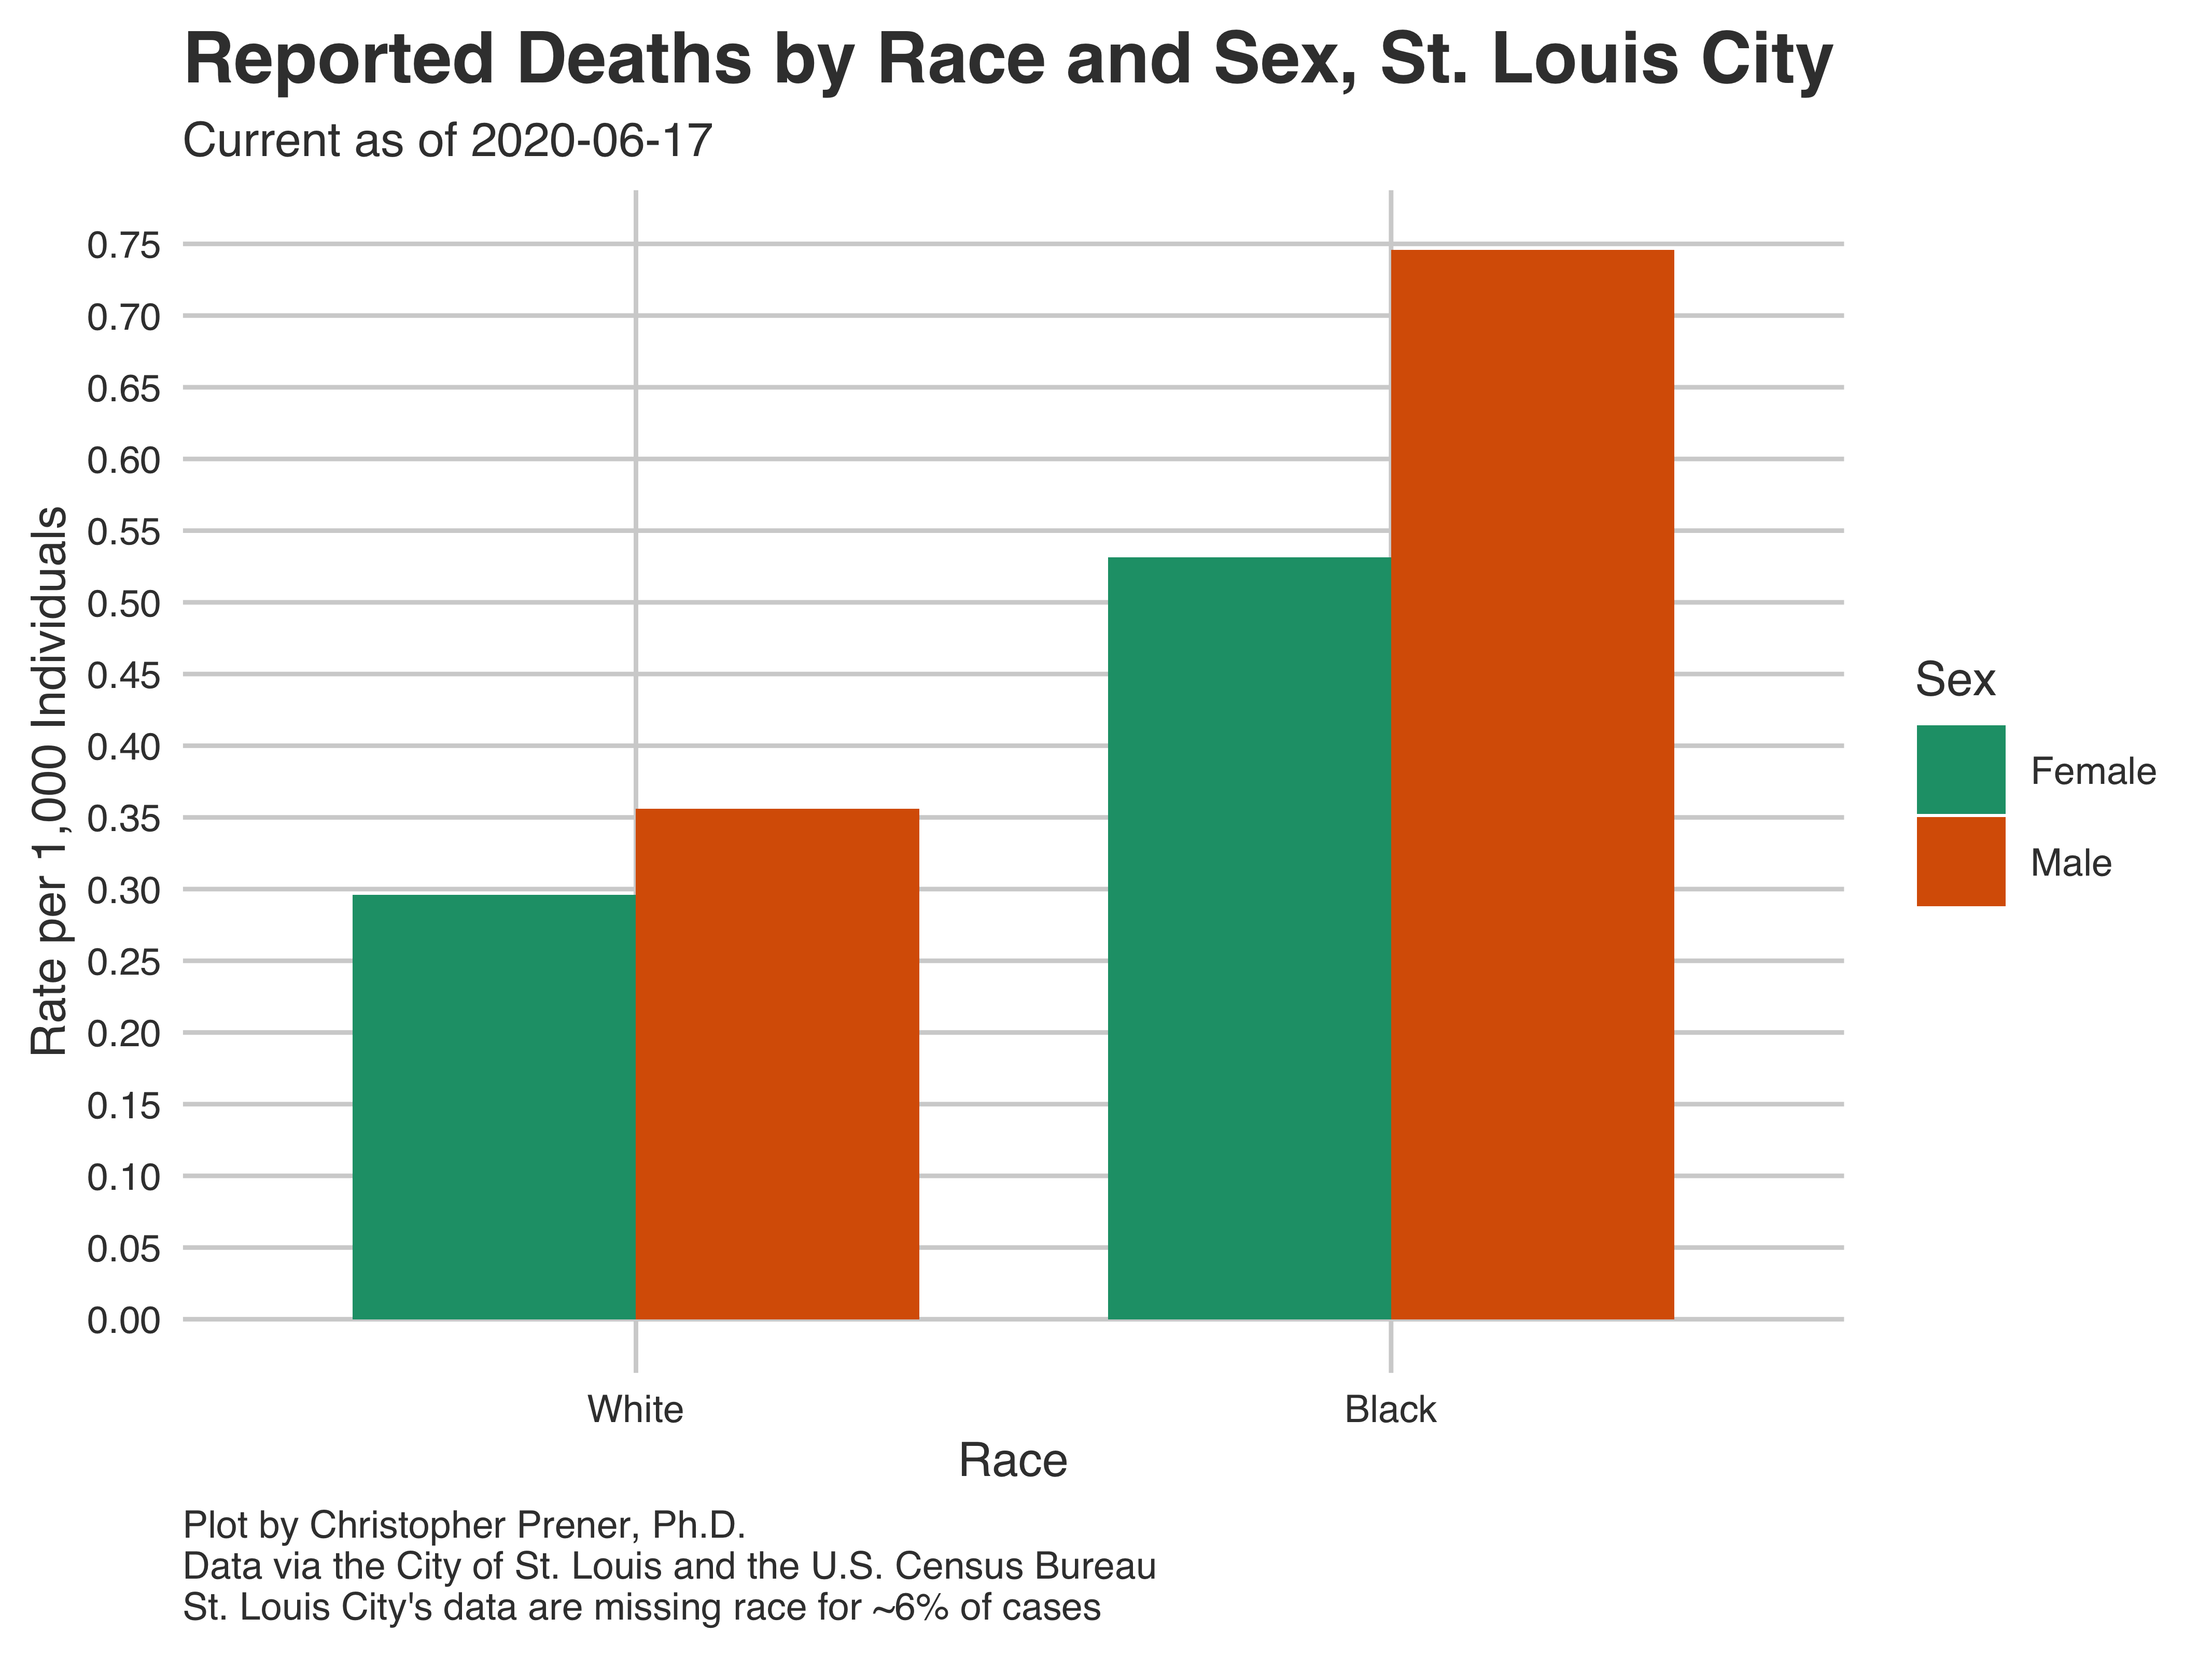 Reported Deaths by Race and Sex, St. Louis City
Current as of 2020-06-17
Rate per 1,000 Individuals
0.75
0.70
0.65
0.60
0.55
0.50
0.45
0.40
0.35
0.30
0.25
0.20
0.15
0.10
0.05
0.00
White
Black
Race
Sex
Female
Male
Plot by Christopher Prener, Ph.D.
Data via the City of St. Louis and the U.S. Census Bureau
St. Louis City's data are missing race for ~6% of cases